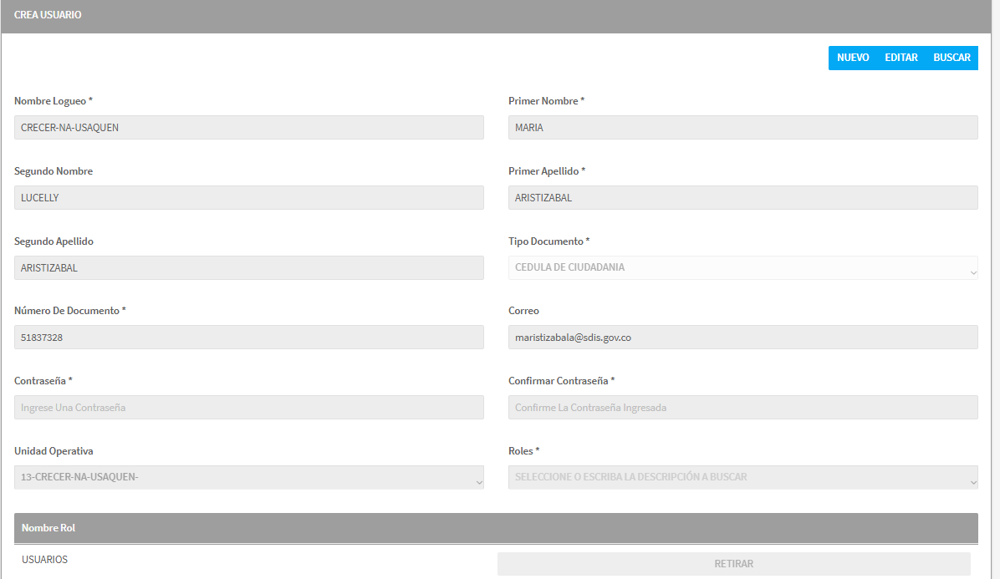 CREA USUARIO
NUEVO EDITAR BUSCAR
Nombre Logueo * Primer Nombre *
CRECER-NA-USAQUEN MARIA
Segundo Nombre Primer Apellido *
LUCELLY ARISTIZABAL
Segundo Apellido Tipo Documento *
ARISTIZABAL CEDULA DE CIUDADANIA
Número De Documento * Correo
51837328 maristizabala@sdis.gov.co
Contraseña * Confirmar Contraseña *
Ingrese Una Contraseña Confirme La Contraseña Ingresada
Unidad Operativa Roles *
13-CRECER-NA-USAQUEN- SELECCIONE O ESCRIBA LA DESCRIPCIÓN A BUSCAR
Nombre Rol
USUARIOS RETIRAR